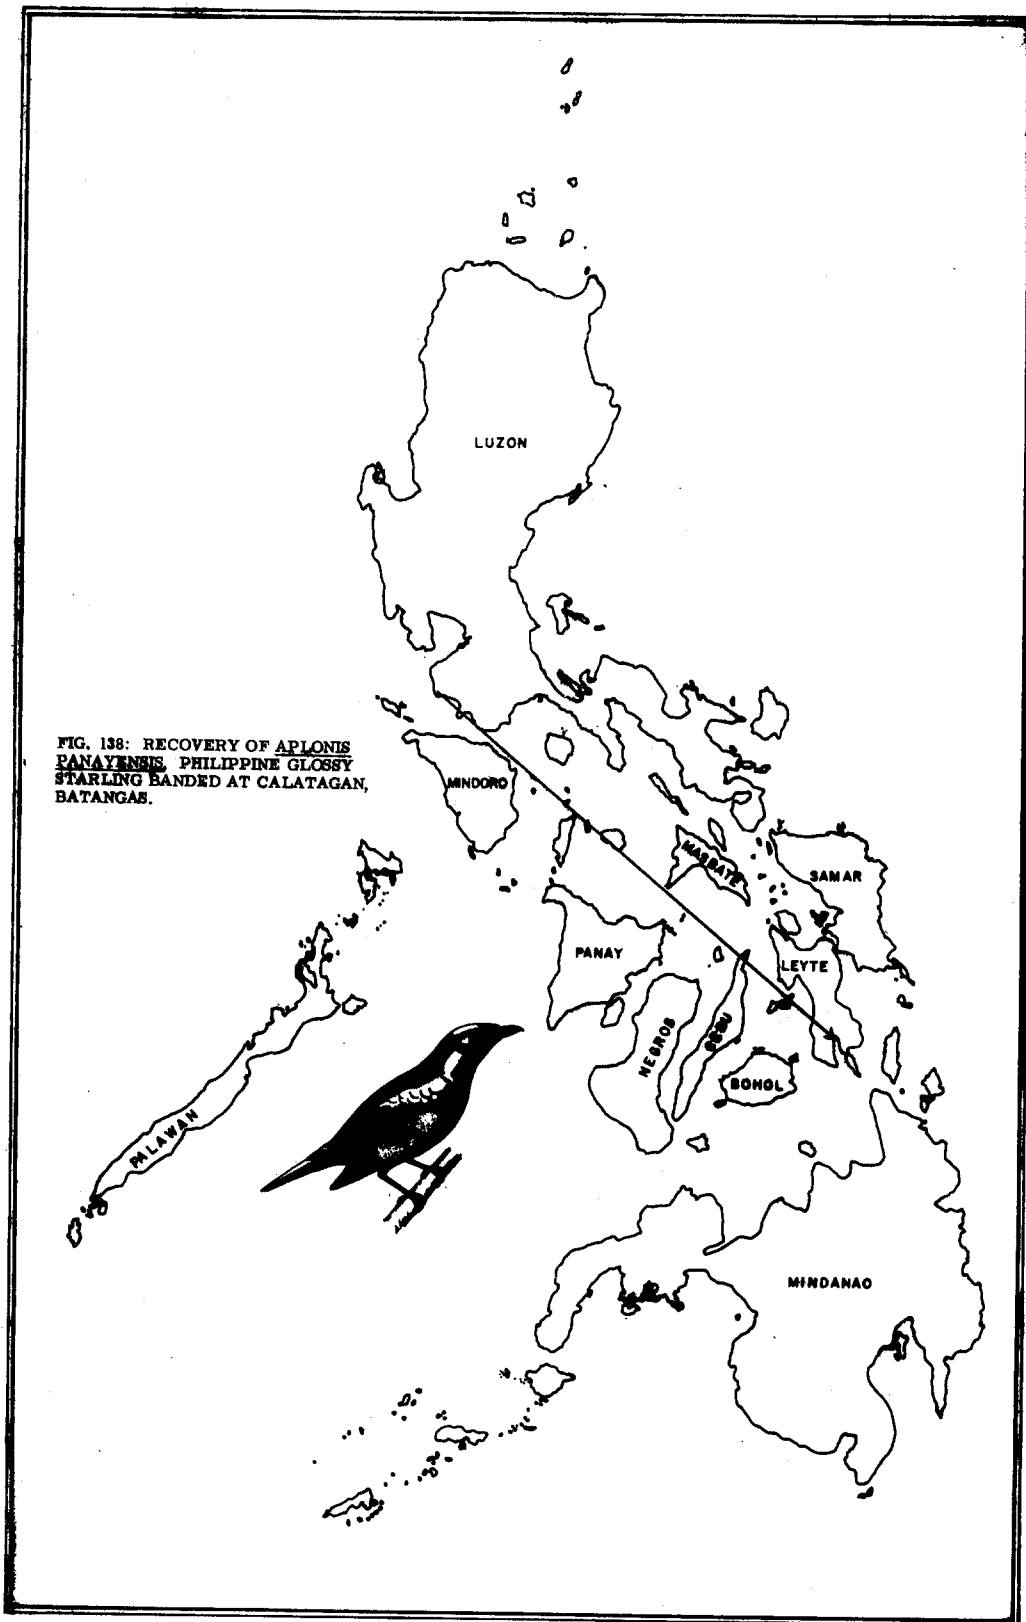 LUZON
FIG. 138: RECOVERY OF APLONIS
PANAYENSIS, PHILIPPINE GLOSSY
STARLING BANDED AT CALATAGAN,
BATANGAS.
MINDORO
MASBATE
SAMAR
PANAY
LEYTE
NEGROS
CEBU
BOHOL
PALAWAN
MINDANAO